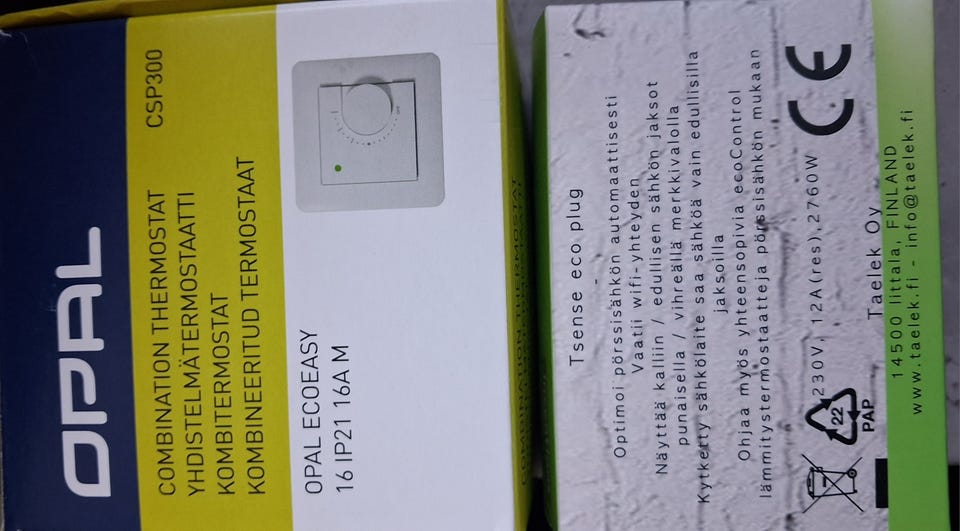 OPAL
COMBINATION THERMOSTAT CSP300
YHDISTELMÄTERMOSTAATTI
KOMBITERMOSTAT
KOMBINEERITUD TERMOSTAAT
OPAL ECOEASY
16 IP21 16A M
COMBINATION THERMOSTAT
Tsense eco plug
Optimoi pörssisähkön automaattisesti
Vaatii wifi-yhteyden
Näyttää kalliin / edullisen sähkön jaksot
punaisella / vihreällä merkkivalolla
Kytketty sähkölaite saa sähköä vain edullisilla
jaksoilla
Ohjaa myös yhteensopivia ecoControl
lämmitystermostaatteja pörssisähkön mukaan
230V, 12A(res),2760W
CE
22
PAP
Taelek Oy
14500 Iittala, FINLAND
www.taelek.fi - info@taelek.fi